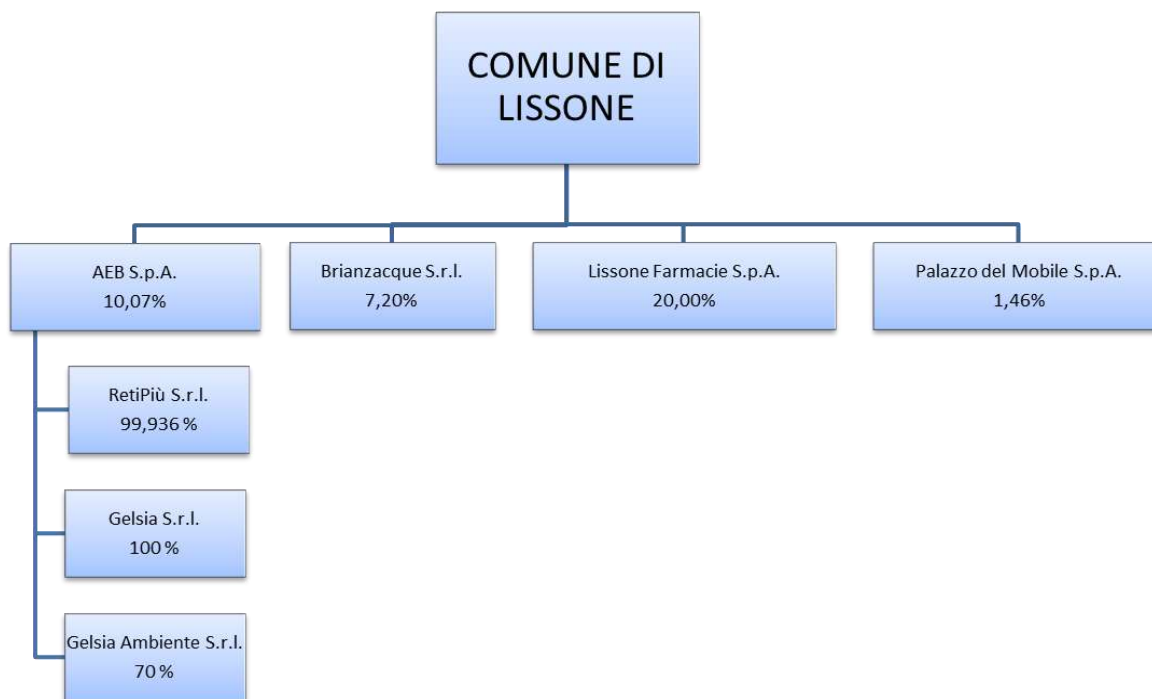 COMUNE DI
LISSONE
AEB S.p.A.
10,07%
Brianzacque S.r.l.
7,20%
Lissone Farmacie S.p.A.
20,00%
Palazzo del Mobile S.p.A.
1,46%
RetiPiù S.r.l.
99,936 %
Gelsia S.r.l.
100 %
Gelsia Ambiente S.r.l.
70 %